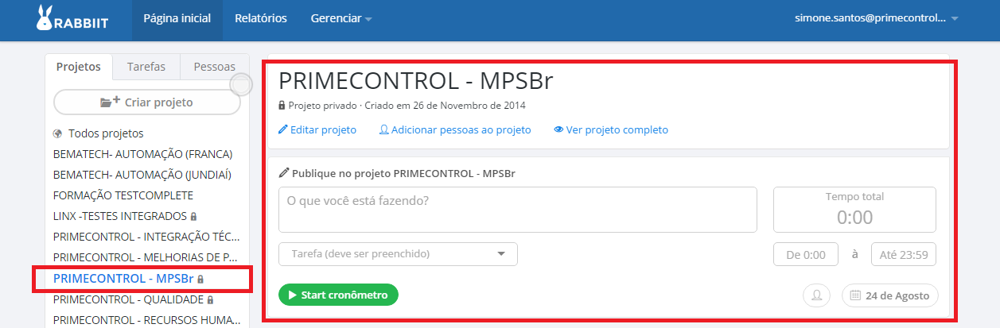 RABBIIT
Página inicial
Relatórios
Gerenciar
simone.santos@primecontrol...
Projetos
Tarefas
Pessoas
Criar projeto
Todos projetos
BEMATECH- AUTOMAÇÃO (FRANCA)
BEMATECH- AUTOMAÇÃO (JUNDIAÍ)
FORMAÇÃO TESTCOMPLETE
LINX -TESTES INTEGRADOS
PRIMECONTROL - INTEGRAÇÃO TÉC...
PRIMECONTROL - MELHORIAS DE P...
PRIMECONTROL - MPSBr
PRIMECONTROL - QUALIDADE
PRIMECONTROL - RECURSOS HUMA...
PRIMECONTROL - MPSBr
Projeto privado · Criado em 26 de Novembro de 2014
Editar projeto
Adicionar pessoas ao projeto
Ver projeto completo
Publique no projeto PRIMECONTROL - MPSBr
O que você está fazendo?
Tempo total
0:00
Tarefa (deve ser preenchido)
De 0:00
à
Até 23:59
Start cronômetro
24 de Agosto